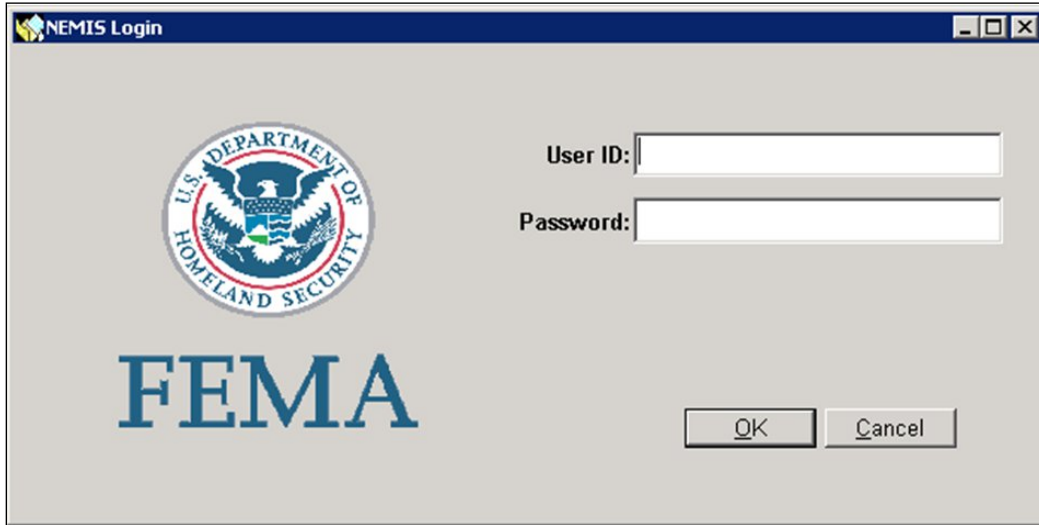 NEMIS Login
U.S. DEPARTMENT OF
HOMELAND SECURITY
FEMA
User ID:
Password:
OK
Cancel